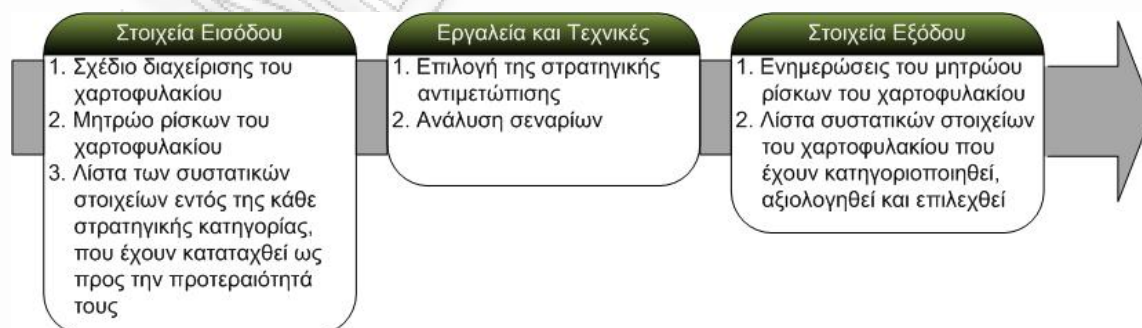 Στοιχεία Εισόδου
1. Σχέδιο διαχείρισης του
χαρτοφυλακίου
2. Μητρώο ρίσκων του
χαρτοφυλακίου
3. Λίστα των συστατικών
στοιχείων εντός της κάθε
στρατηγικής κατηγορίας,
που έχουν καταταχθεί ως
προς την προτεραιότητά
τους
Εργαλεία και Τεχνικές
1. Επιλογή της στρατηγικής
αντιμετώπισης
2. Ανάλυση σεναρίων
Στοιχεία Εξόδου
1. Ενημερώσεις του μητρώου
ρίσκων του χαρτοφυλακίου
2. Λίστα συστατικών στοιχείων
του χαρτοφυλακίου που
έχουν κατηγοριοποιηθεί,
αξιολογηθεί και επιλεχθεί